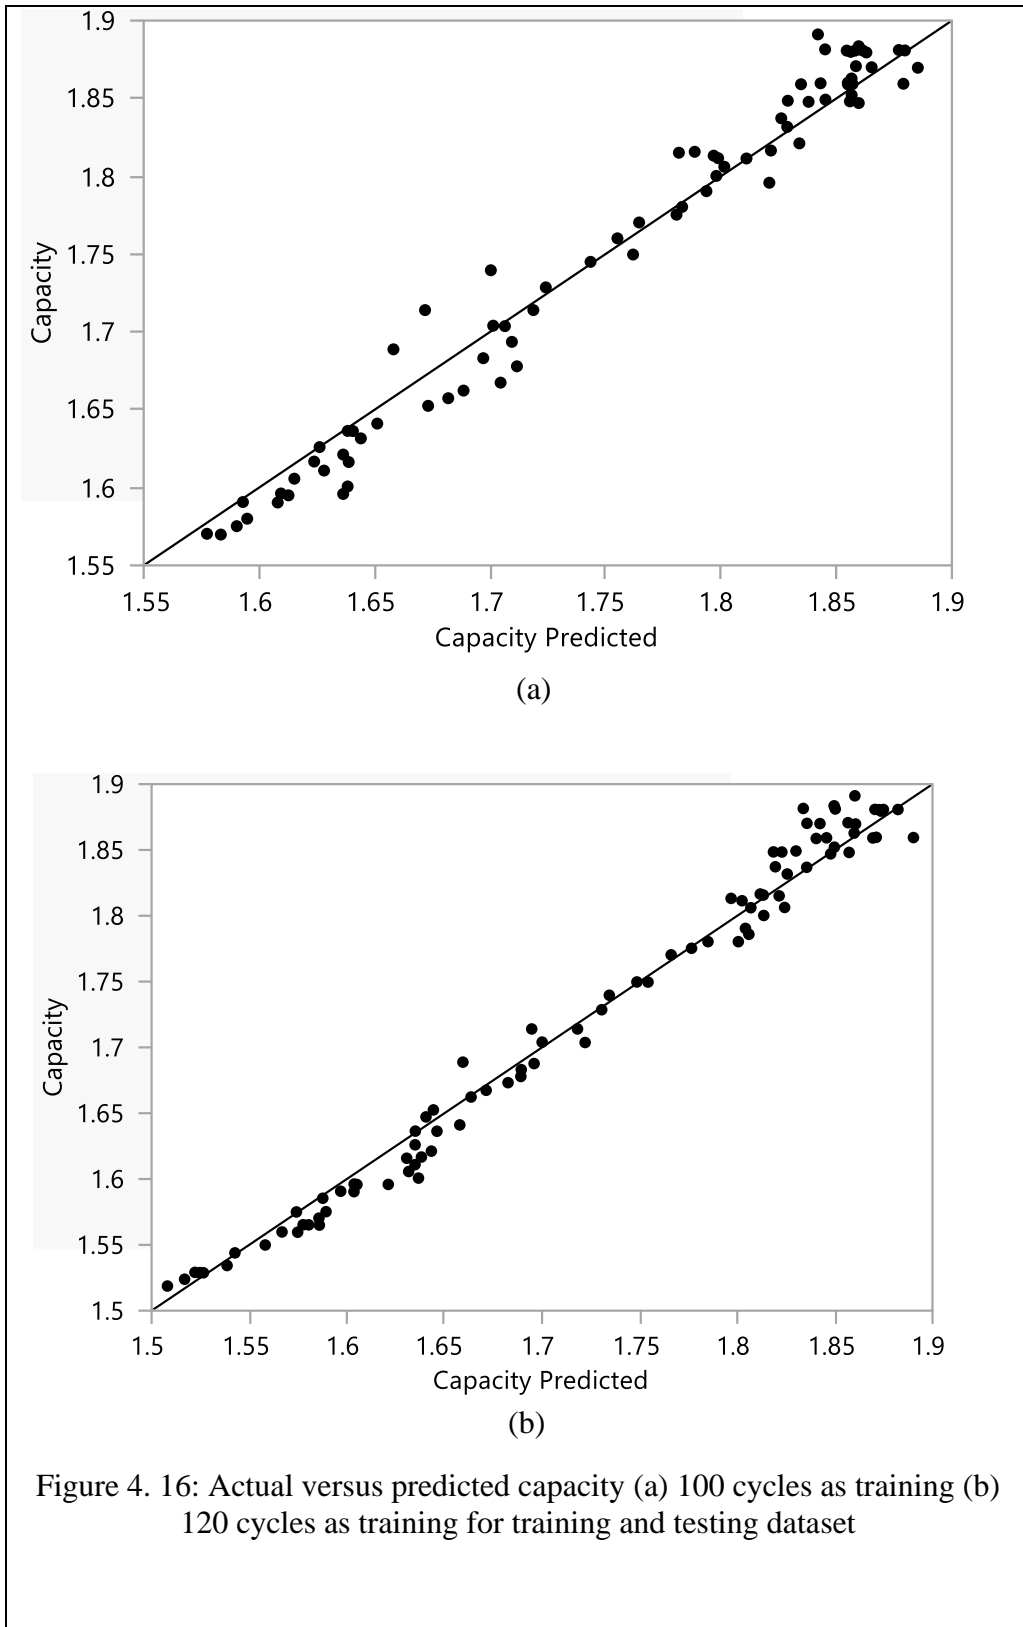 1.9
1.85
1.8
1.75
1.7
1.65
1.6
1.55
Capacity
1.55 1.6 1.65 1.7 1.75 1.8 1.85 1.9
Capacity Predicted
(a)
1.9
1.85
1.8
1.75
1.7
1.65
1.6
1.55
1.5
Capacity
1.5 1.55 1.6 1.65 1.7 1.75 1.8 1.85 1.9
Capacity Predicted
(b)
Figure 4. 16: Actual versus predicted capacity (a) 100 cycles as training (b)
120 cycles as training for training and testing dataset